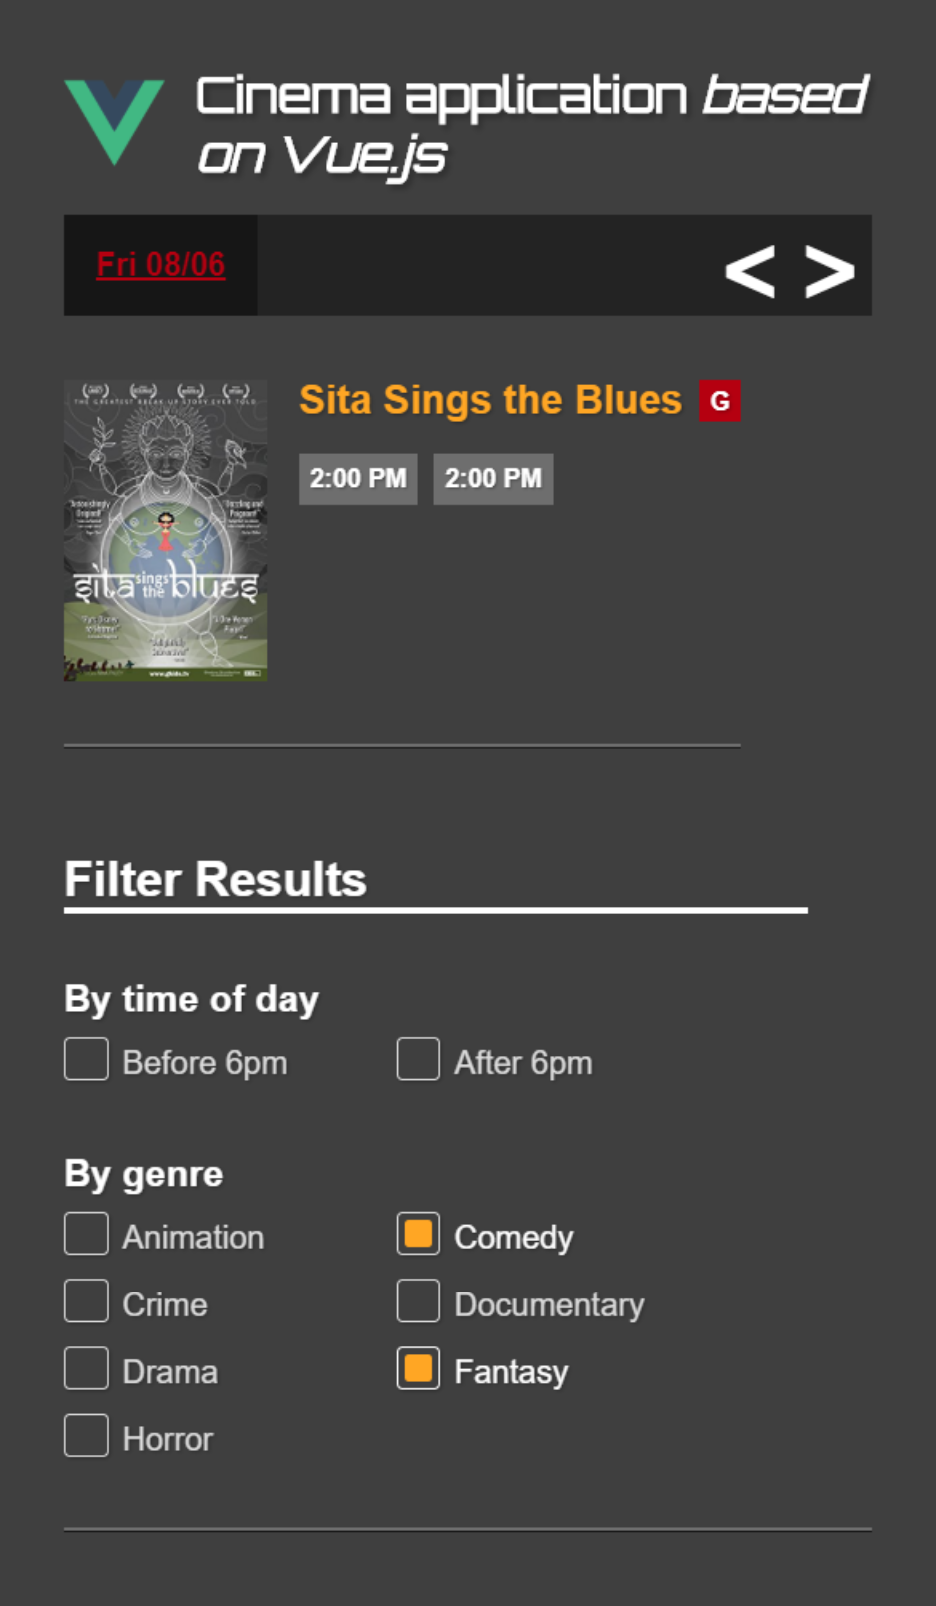 Cinema application based
on Vue.js
Fri 08/06
< >
THE GREATEST BREAK-UP STORY EVER TOLD
sita sings the blues
Sita Sings the Blues G
2:00 PM 2:00 PM
Filter Results
By time of day
Before 6pm After 6pm
By genre
Animation Comedy
Crime Documentary
Drama Fantasy
Horror